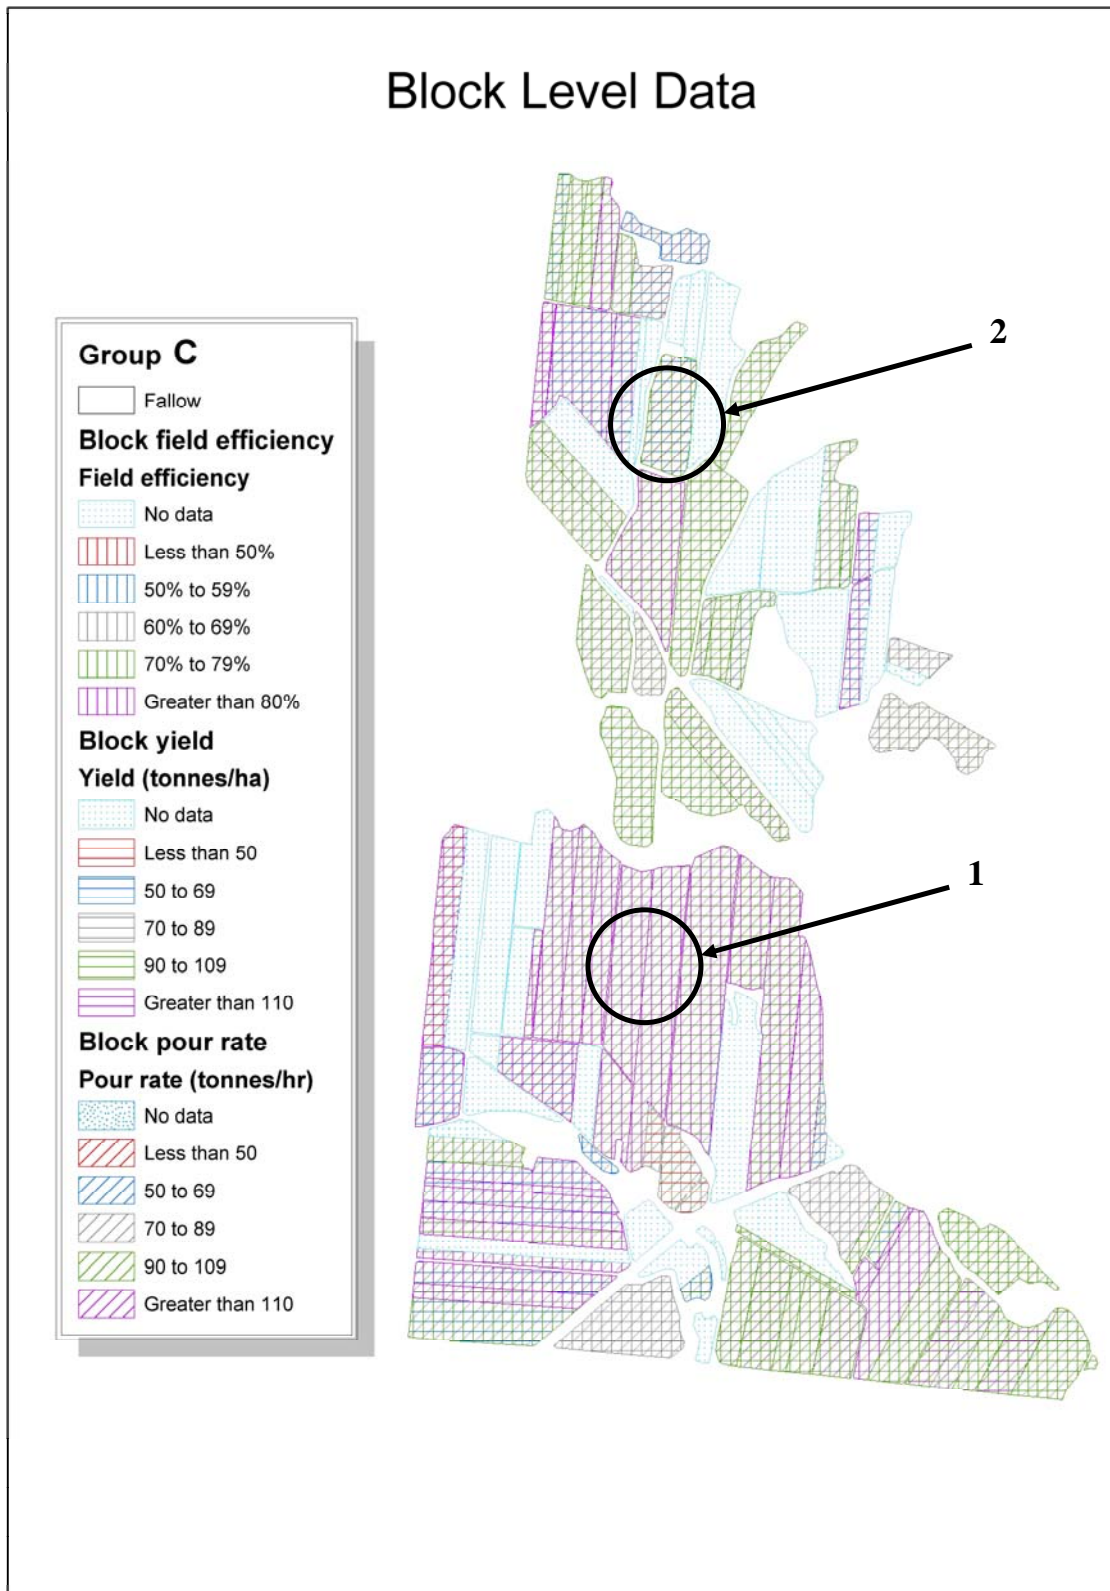 Block Level Data
2
Group C
Fallow
Block field efficiency
Field efficiency
No data
Less than 50%
50% to 59%
60% to 69%
70% to 79%
Greater than 80%
Block yield
Yield (tonnes/ha)
No data
Less than 50
50 to 69
70 to 89
90 to 109
Greater than 110
Block pour rate
Pour rate (tonnes/hr)
No data
Less than 50
50 to 69
70 to 89
90 to 109
Greater than 110
1